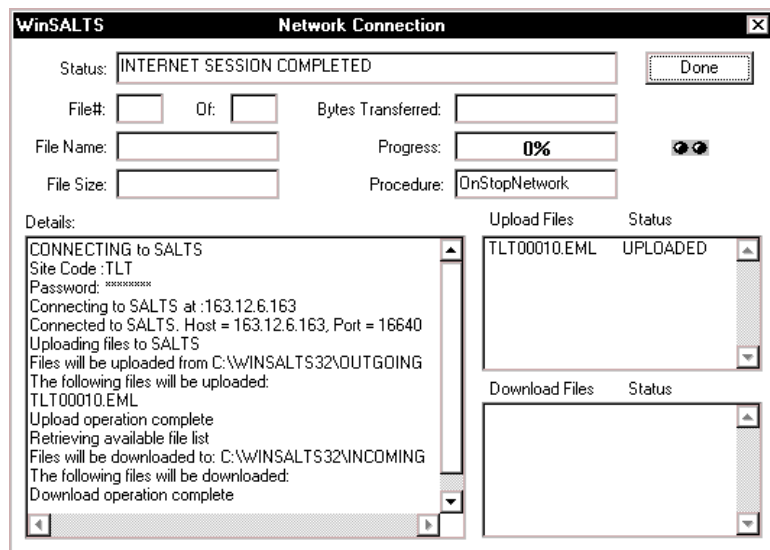 WinSALTS Network Connection
Status: INTERNET SESSION COMPLETED Done
File#: Of: Bytes Transferred:
File Name: Progress: 0%
File Size: Procedure: OnStopNetwork
Details:
CONNECTING to SALTS
Site Code :TLT
Password: ********
Connecting to SALTS at :163.12.6.163
Connected to SALTS. Host = 163.12.6.163, Port = 16640
Uploading files to SALTS
Files will be uploaded from C:\WINSALTS32\OUTGOING
The following files will be uploaded:
TLT00010.EML
Upload operation complete
Retrieving available file list
Files will be downloaded to: C:\WINSALTS32\INCOMING
The following files will be downloaded:
Download operation complete
Upload Files Status
TLT00010.EML UPLOADED
Download Files Status